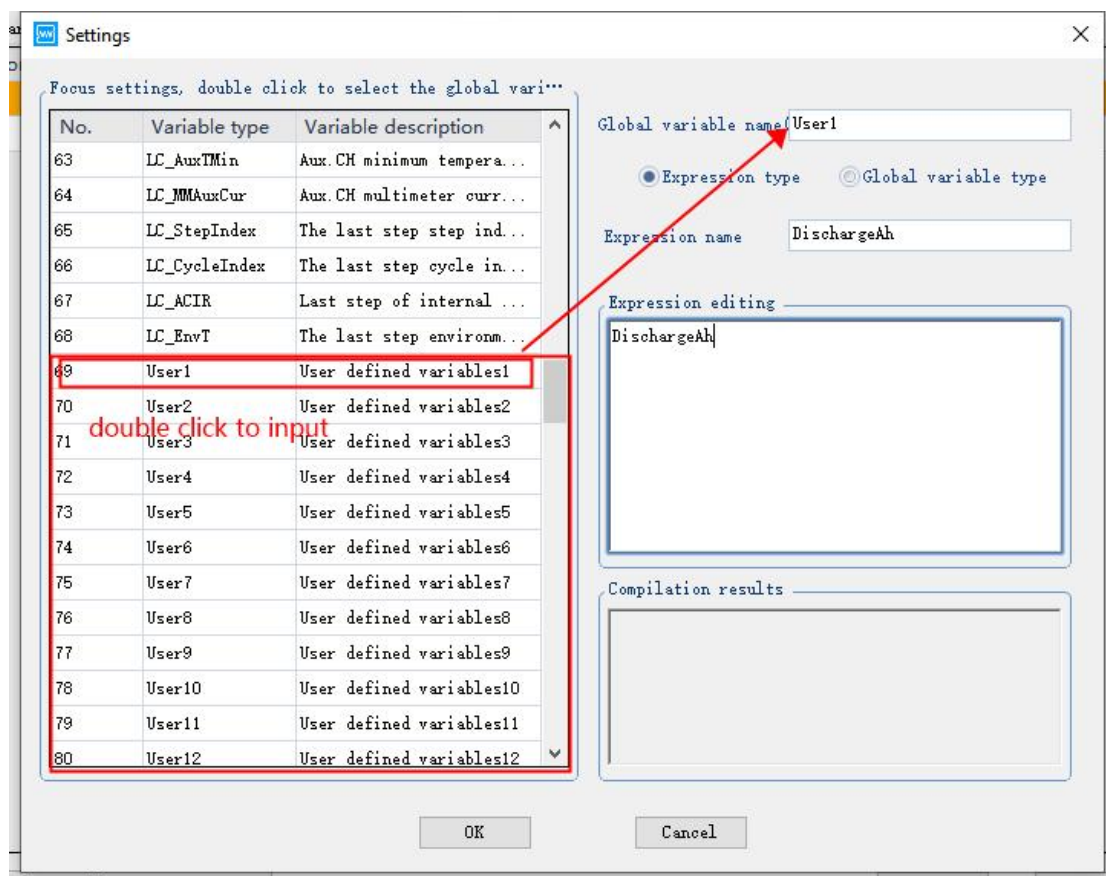 Settings
Focus settings, double click to select the global vari...
No. Variable type Variable description
63 LC_AuxTMin Aux.CH minimum tempera...
64 LC_MMAuxCur Aux.CH multimeter curr...
65 LC_StepIndex The last step step ind...
66 LC_CycleIndex The last step cycle in...
67 LC_ACIR Last step of internal ...
68 LC_EnvT The last step environm...
69 User1 User defined variables1
70 User2 User defined variables2
double click to input
71 User3 User defined variables3
72 User4 User defined variables4
73 User5 User defined variables5
74 User6 User defined variables6
75 User7 User defined variables7
76 User8 User defined variables8
77 User9 User defined variables9
78 User10 User defined variables10
79 User11 User defined variables11
80 User12 User defined variables12
Global variable name( User1
Expression type Global variable type
Expression name DischargeAh
Expression editing
DischargeAh
Compilation results
OK Cancel